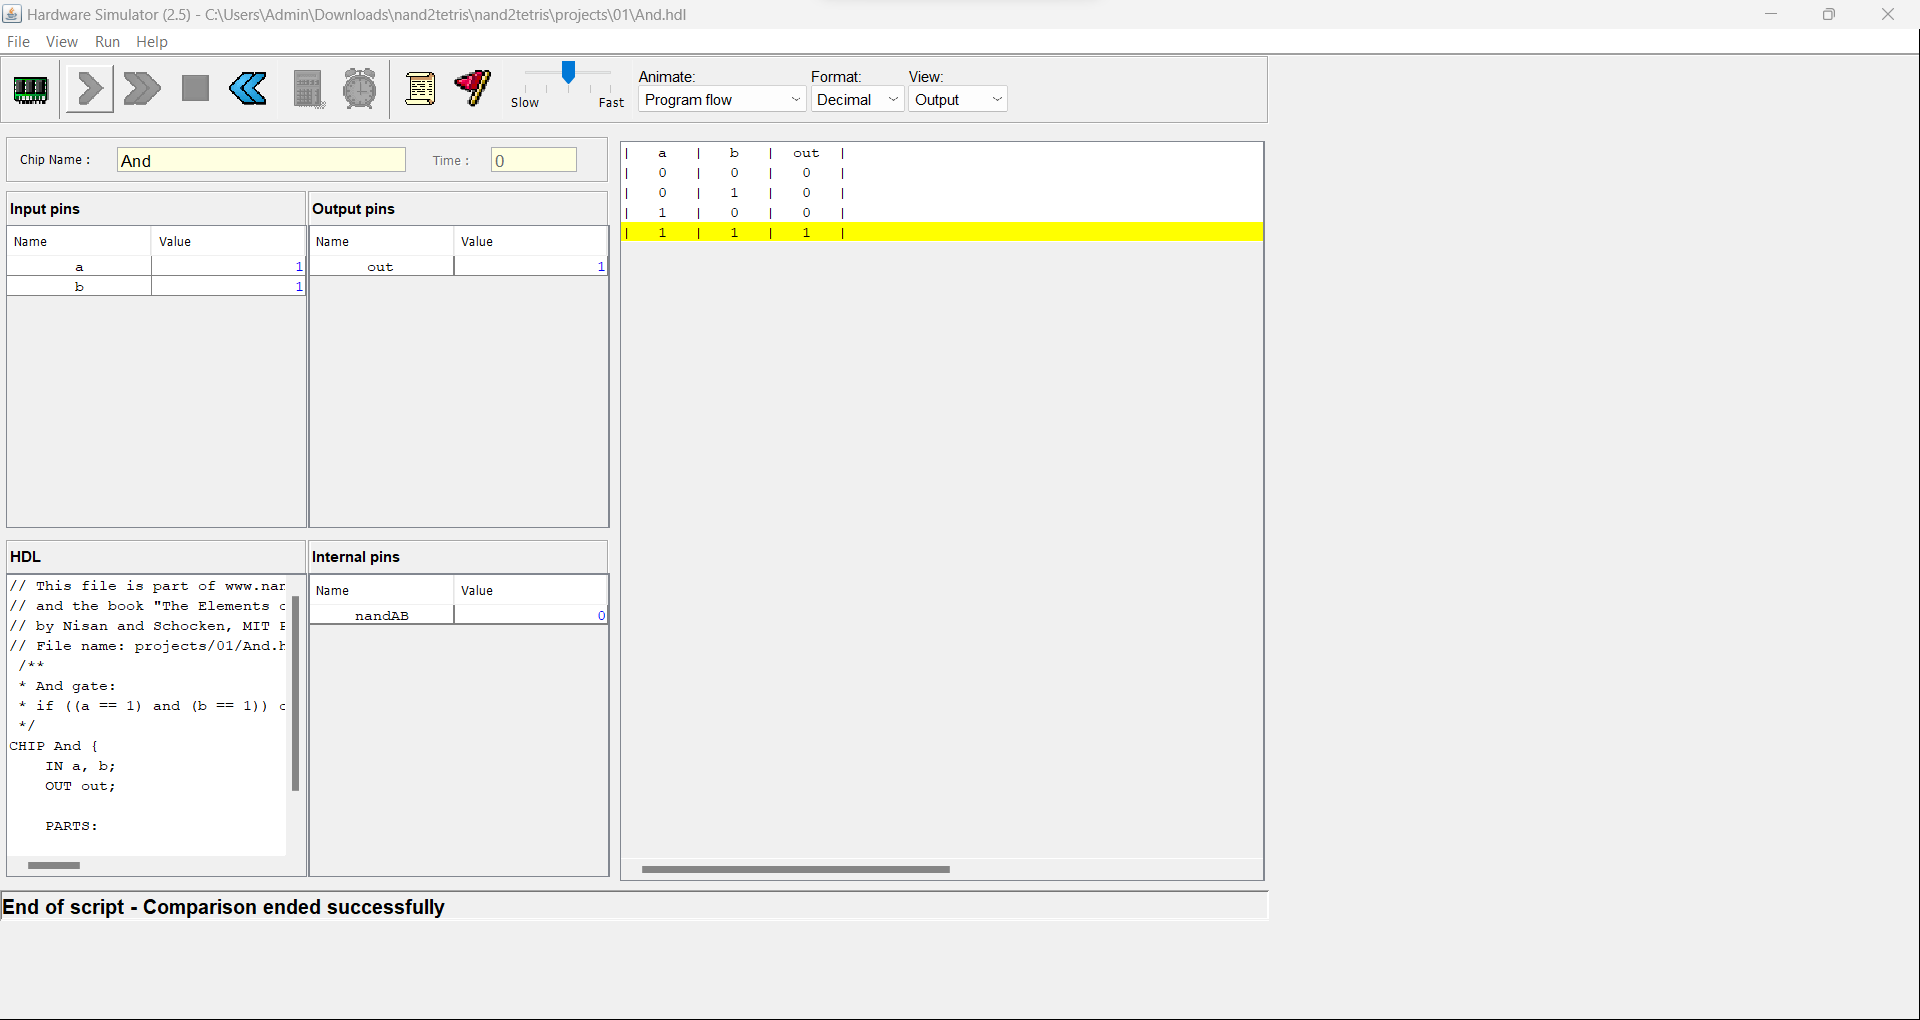 Hardware Simulator (2.5) - C:\Users\Admin\Downloads\nand2tetris\nand2tetris\projects\01\And.hdl
File View Run Help
Animate: Format: View:
Slow Fast Program flow Decimal Output
Chip Name : And Time : 0
Input pins Output pins
Name Value Name Value
a 1 out 1
b 1
| a | b | out |
| 0 | 0 | 0 |
| 0 | 1 | 0 |
| 1 | 0 | 0 |
| 1 | 1 | 1 |
HDL
// This file is part of www.nan
// and the book "The Elements
// by Nisan and Schocken, MIT
// File name: projects/01/And.h
/**
* And gate:
* if ((a == 1) and (b == 1))
*/
CHIP And {
IN a, b;
OUT out;
PARTS:
Internal pins
Name Value
nandAB 0
End of script - Comparison ended successfully